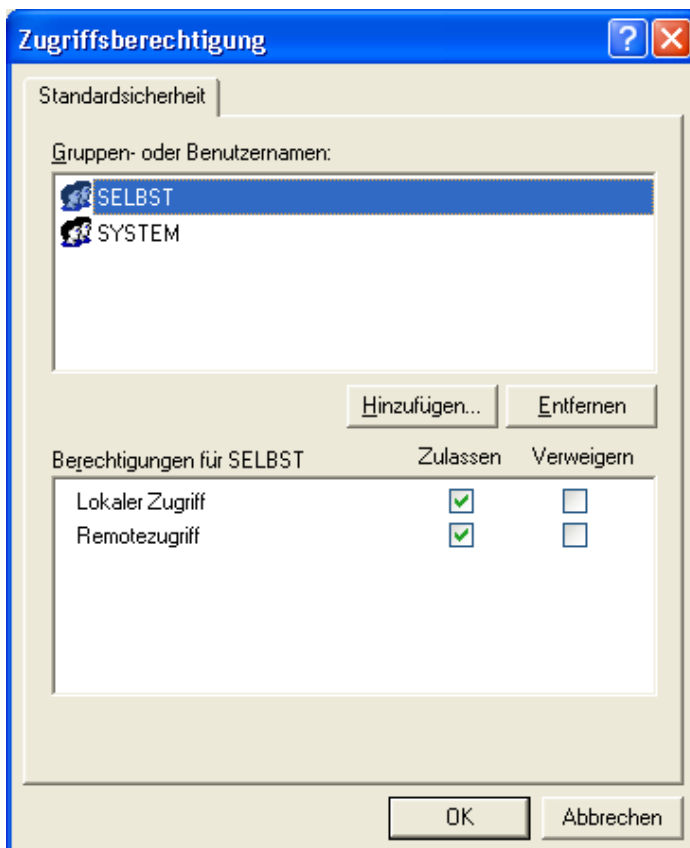 Zugriffsberechtigung
Standardsicherheit
Gruppen- oder Benutzernamen:
SELBST
SYSTEM
Hinzufügen... Entfernen
Berechtigungen für SELBST Zulassen Verweigern
Lokaler Zugriff
Remotezugriff
OK Abbrechen